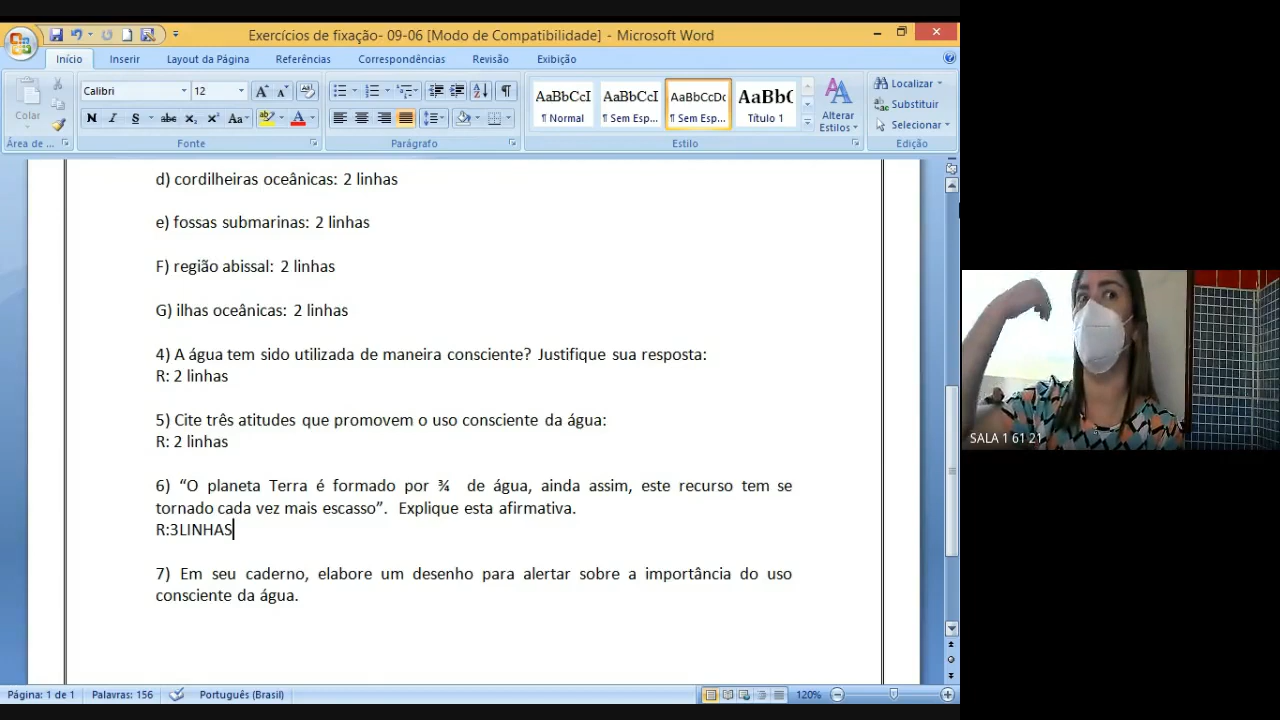 Exercícios de fixação- 09-06 [Modo de Compatibilidade] - Microsoft Word
Início Inserir Layout da Página Referências Correspondências Revisão Exibição
Colar
Calibri 12
N I S abc x₂ x² Aa
AaBbCcI AaBbCcI AaBbCcDc AaBbC
¶ Normal ¶ Sem Esp... ¶ Sem Esp... Título 1
Alterar Estilos
Localizar
Substituir
Selecionar
Área de ... Fonte Parágrafo Estilo Edição
d) cordilheiras oceânicas: 2 linhas
e) fossas submarinas: 2 linhas
F) região abissal: 2 linhas
G) ilhas oceânicas: 2 linhas
4) A água tem sido utilizada de maneira consciente? Justifique sua resposta:
R: 2 linhas
5) Cite três atitudes que promovem o uso consciente da água:
R: 2 linhas
6) “O planeta Terra é formado por ¾ de água, ainda assim, este recurso tem se
tornado cada vez mais escasso”. Explique esta afirmativa.
R:3LINHAS
7) Em seu caderno, elabore um desenho para alertar sobre a importância do uso
consciente da água.
SALA 1 61 21
Página: 1 de 1 Palavras: 156 Português (Brasil) 120%